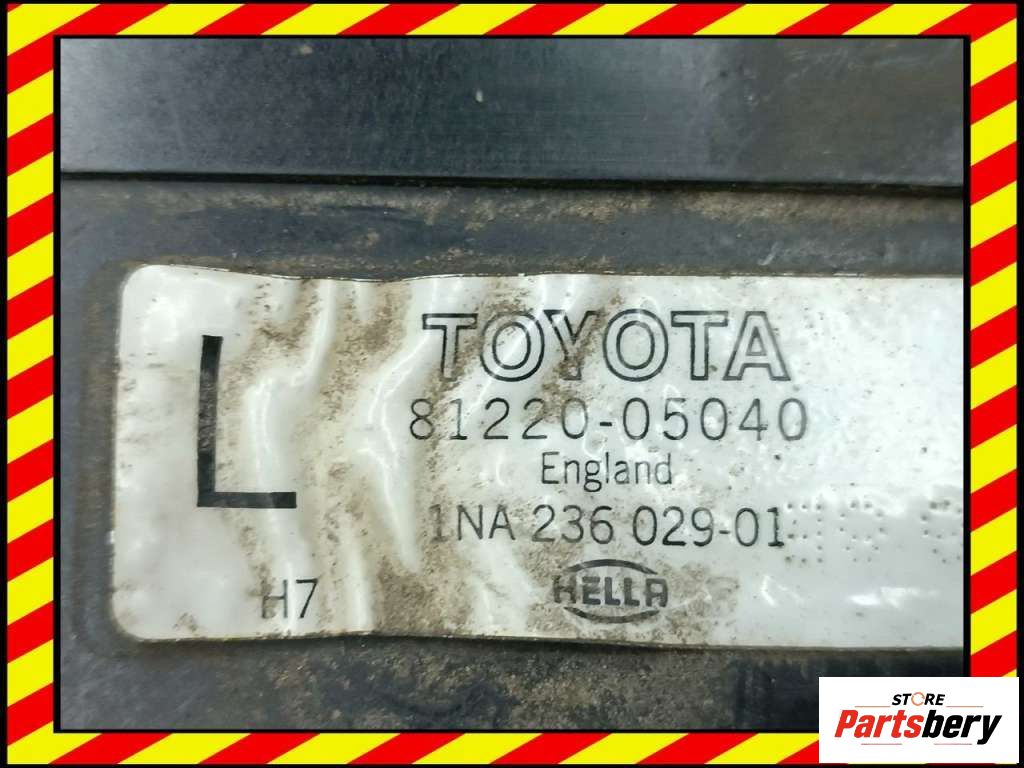 L
TOYOTA
81220-05040
England
1NA 236 029-01
H7
HELLA
STORE
Partsbery